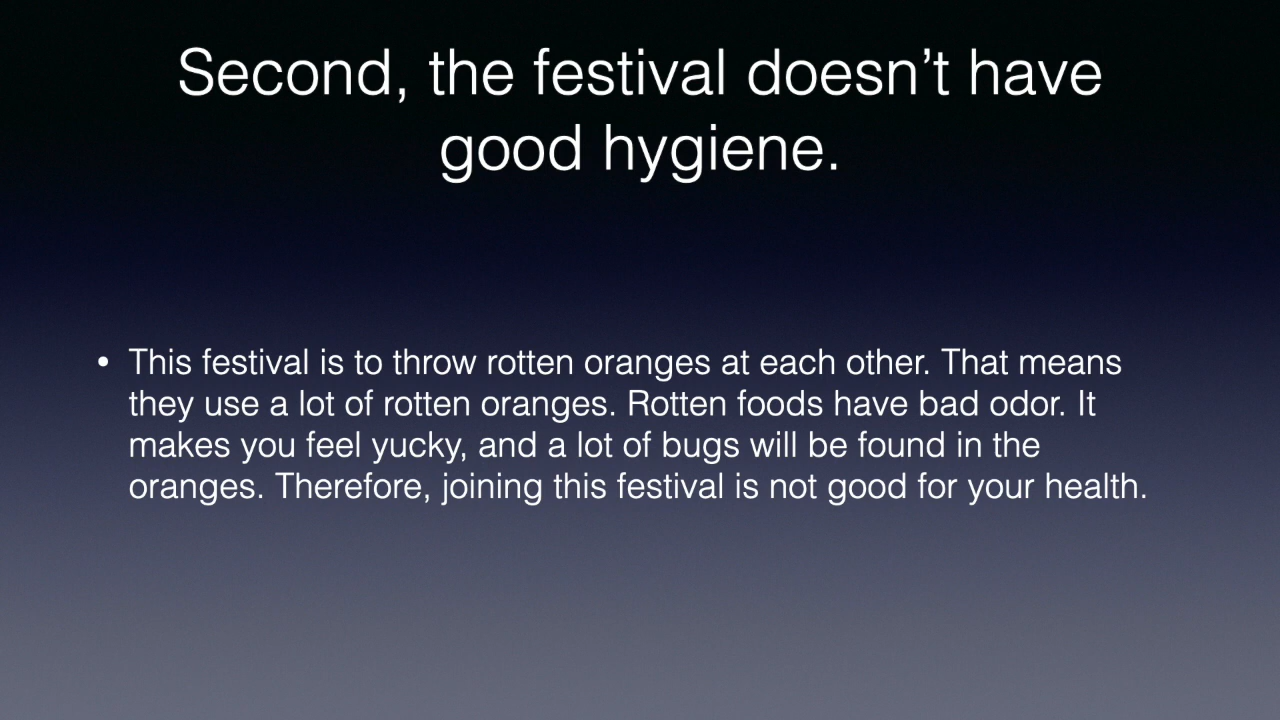 Second, the festival doesn’t have
good hygiene.
• This festival is to throw rotten oranges at each other. That means
they use a lot of rotten oranges. Rotten foods have bad odor. It
makes you feel yucky, and a lot of bugs will be found in the
oranges. Therefore, joining this festival is not good for your health.